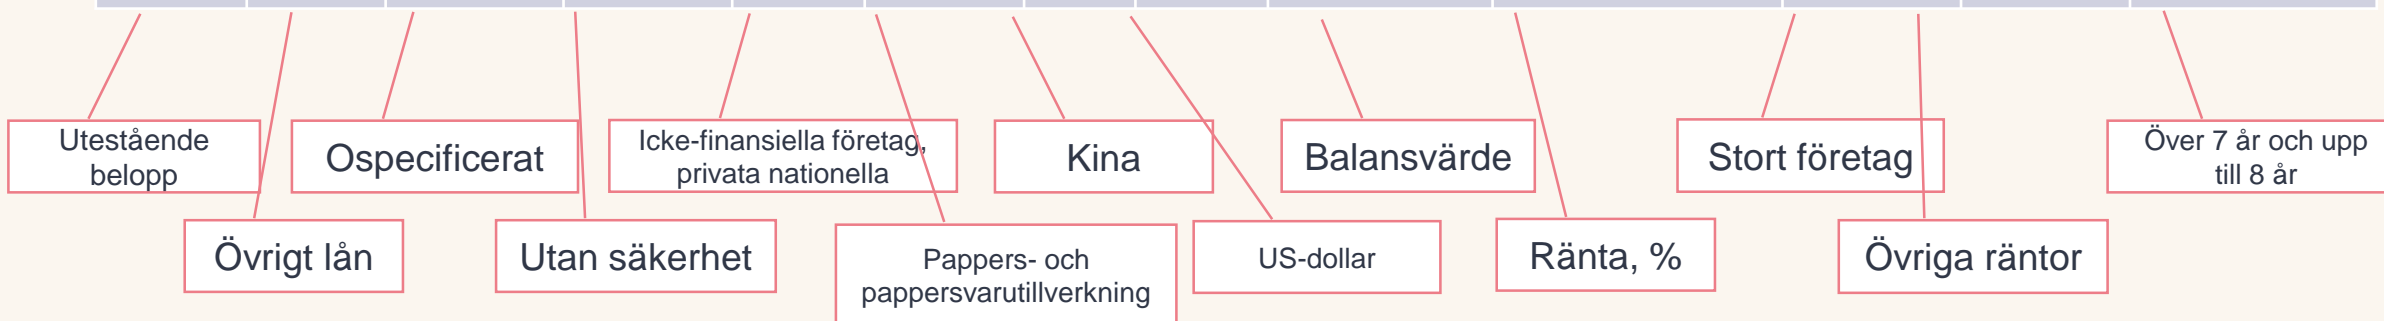 Utestående
belopp
Ospecificerat
Icke-finansiella företag,
privata nationella
Kina
Balansvärde
Stort företag
Över 7 år och upp
till 8 år
Övrigt lån
Utan säkerhet
Pappers- och
pappersvarutillverkning
US-dollar
Ränta, %
Övriga räntor